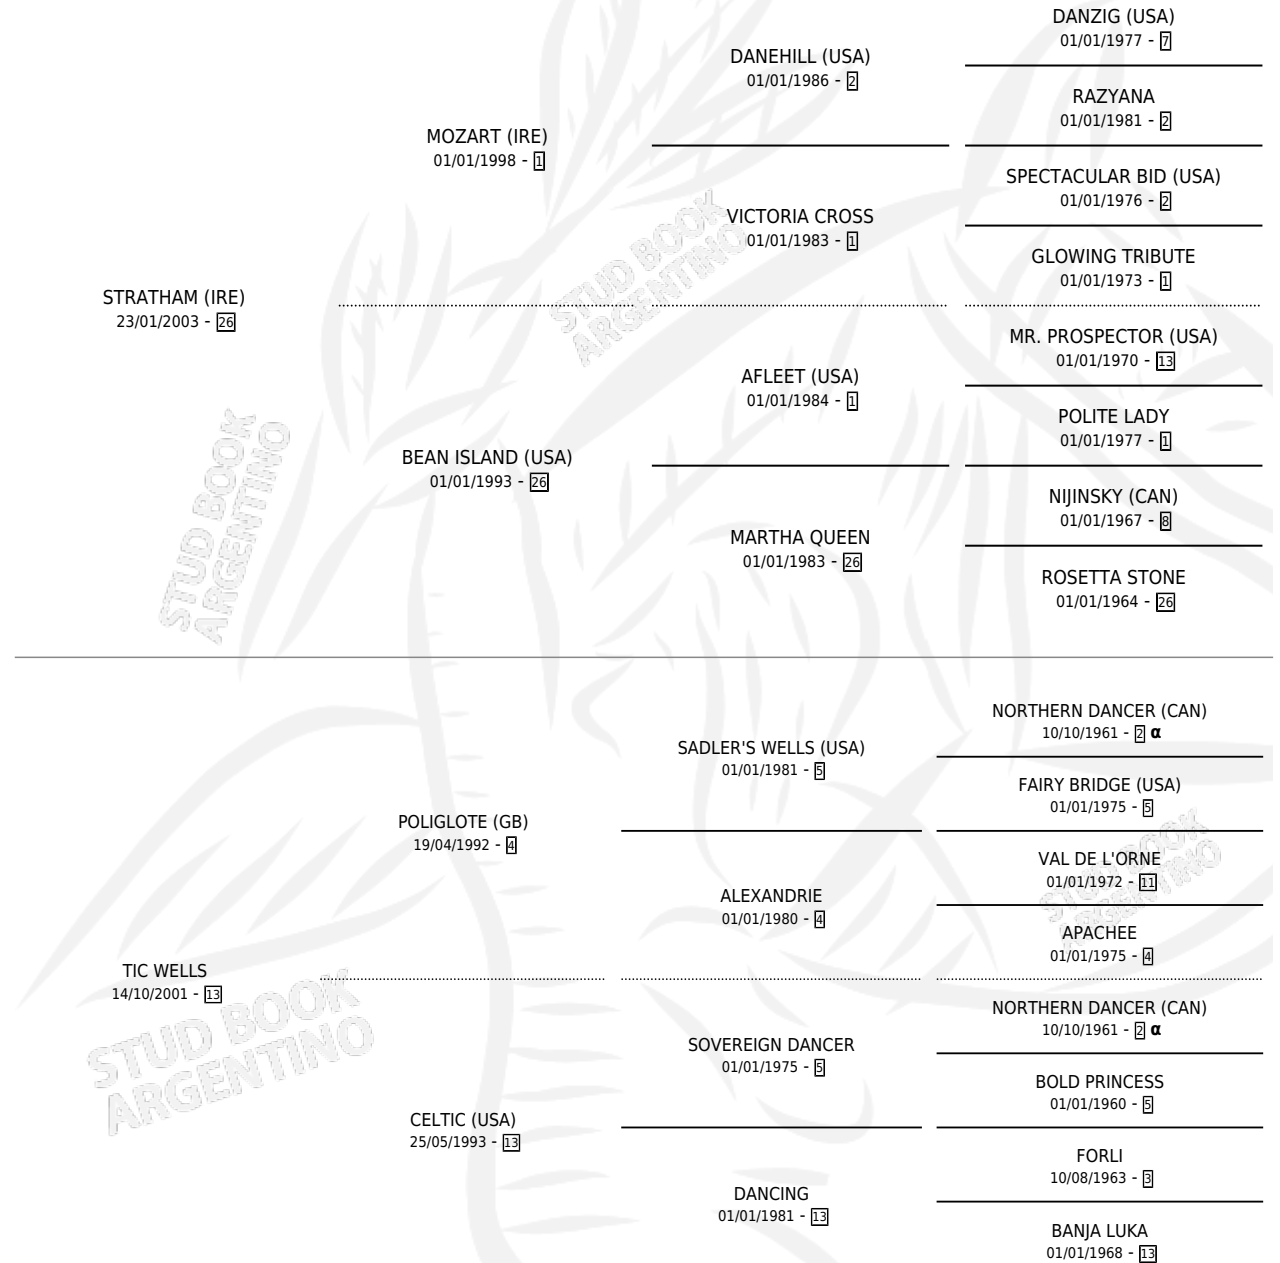 DANZIG (USA)
01/01/1977 - 7
DANEHILL (USA)
01/01/1986 - 2
RAZYANA
01/01/1981 - 2
MOZART (IRE)
01/01/1998 - 1
SPECTACULAR BID (USA)
01/01/1976 - 2
VICTORIA CROSS
01/01/1983 - 1
GLOWING TRIBUTE
01/01/1973 - 1
STRATHAM (IRE)
23/01/2003 - 26
MR. PROSPECTOR (USA)
01/01/1970 - 13
AFLEET (USA)
01/01/1984 - 1
POLITE LADY
01/01/1977 - 1
BEAN ISLAND (USA)
01/01/1993 - 26
NIJINSKY (CAN)
01/01/1967 - 8
MARTHA QUEEN
01/01/1983 - 26
ROSETTA STONE
01/01/1964 - 26
NORTHERN DANCER (CAN)
10/10/1961 - 2 α
SADLER'S WELLS (USA)
01/01/1981 - 5
FAIRY BRIDGE (USA)
01/01/1975 - 5
POLIGLOTE (GB)
19/04/1992 - 4
VAL DE L'ORNE
01/01/1972 - 11
ALEXANDRIE
01/01/1980 - 4
APACHEE
01/01/1975 - 4
TIC WELLS
14/10/2001 - 13
NORTHERN DANCER (CAN)
10/10/1961 - 2 α
SOVEREIGN DANCER
01/01/1975 - 5
BOLD PRINCESS
01/01/1960 - 5
CELTIC (USA)
25/05/1993 - 13
FORLI
10/08/1963 - 3
DANCING
01/01/1981 - 13
BANJA LUKA
01/01/1968 - 13
STUD BOOK
ARGENTINO
STUD BOOK
ARGENTINO
STUD BOOK
ARGENTINO
STUD BOOK
ARGENTINO